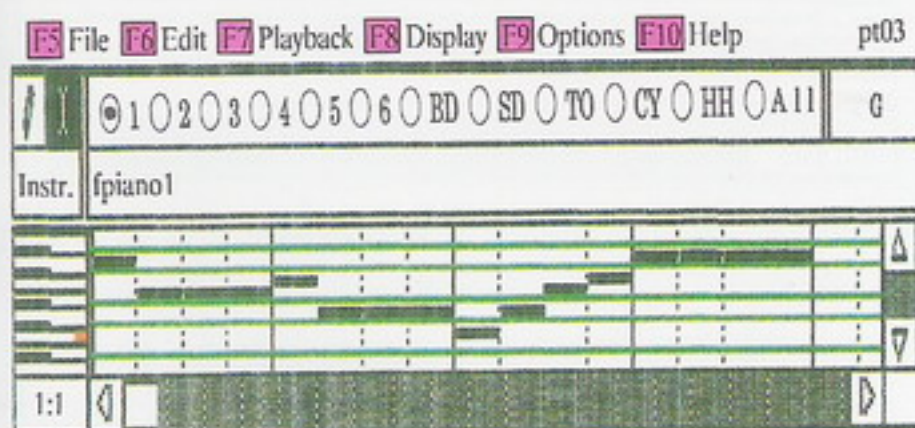 F5 File F6 Edit F7 Playback F8 Display F9 Options F10 Help pt03
1 2 3 4 5 6 BD SD TO CY HH All G
Instr. fpiano1
1:1